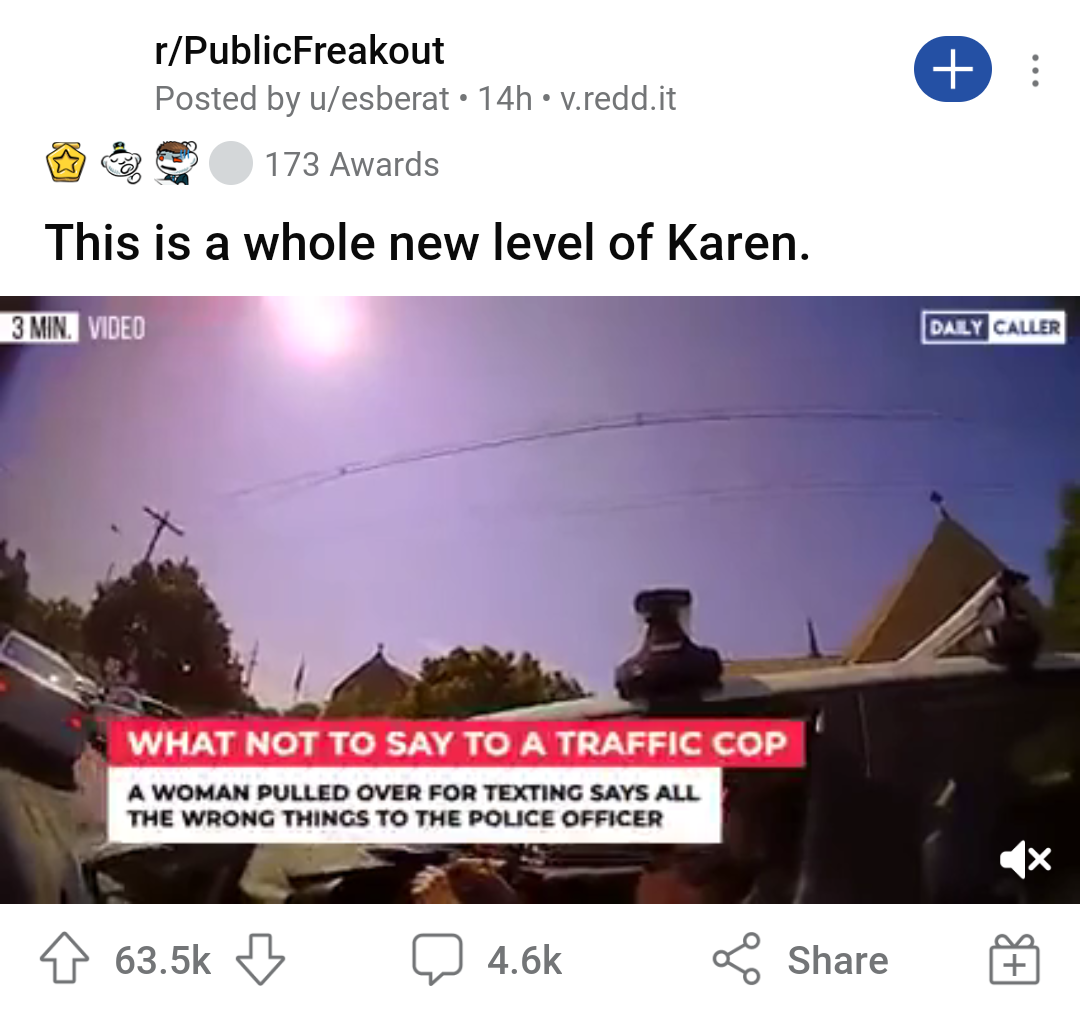 r/PublicFreakout
Posted by u/esberat • 14h • v.redd.it
173 Awards
This is a whole new level of Karen.
3 MIN. VIDEO
DAILY CALLER
WHAT NOT TO SAY TO A TRAFFIC COP
A WOMAN PULLED OVER FOR TEXTING SAYS ALL
THE WRONG THINGS TO THE POLICE OFFICER
63.5k
4.6k
Share